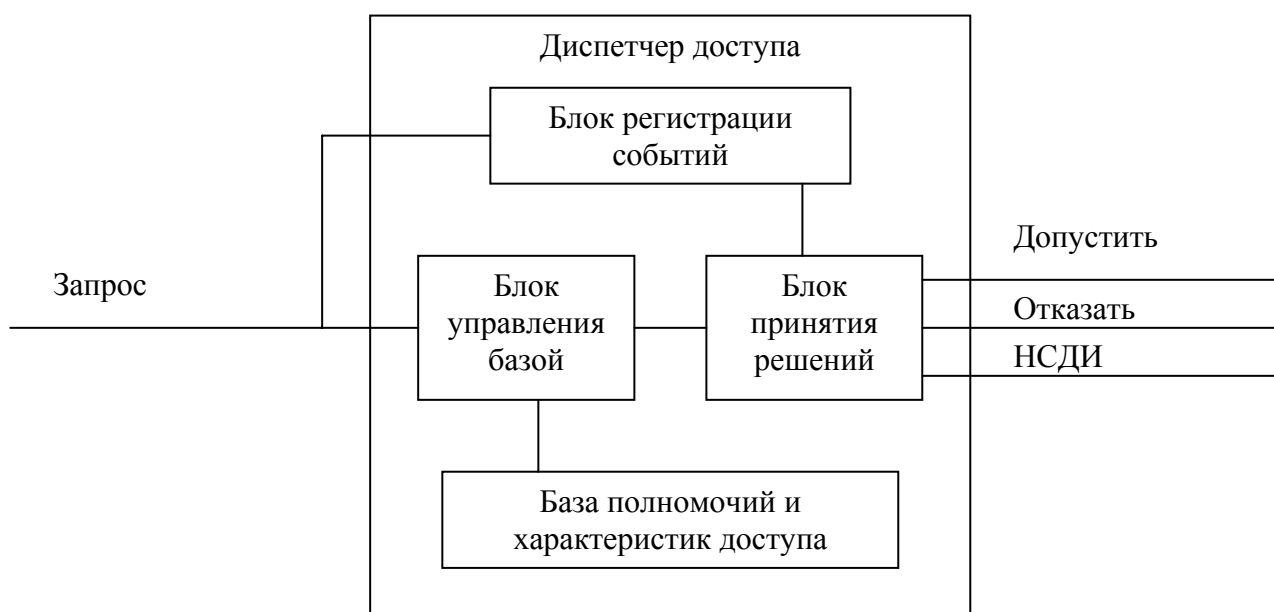 Диспетчер доступа
Блок регистрации
событий
Допустить
Запрос
Блок
управления
базой
Блок
принятия
решений
Отказать
НСДИ
База полномочий и
характеристик доступа